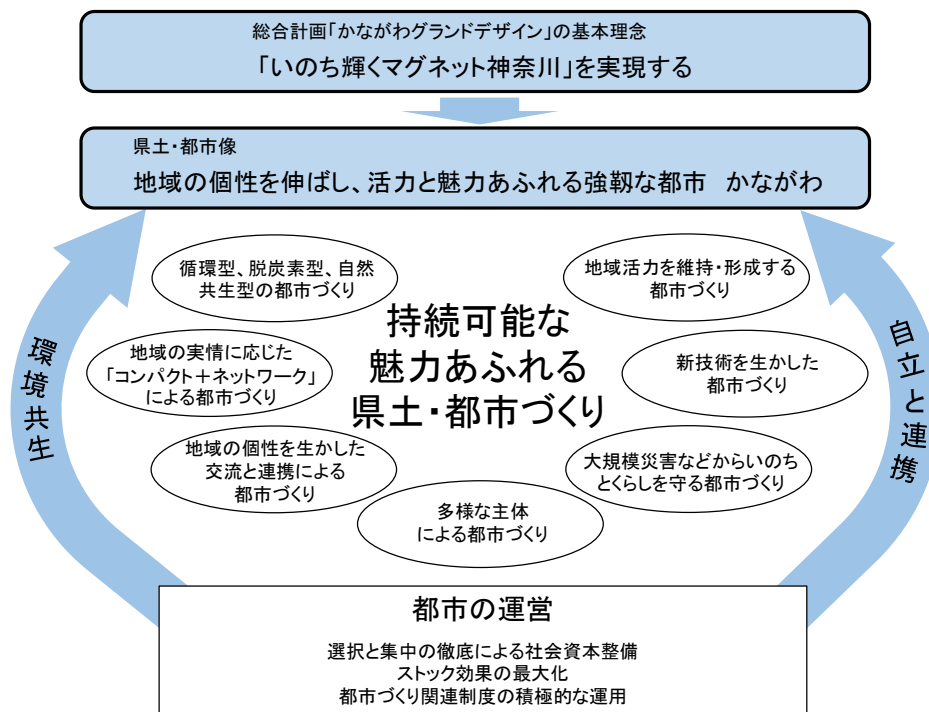 総合計画「かながわグランドデザイン」の基本理念
「いのち輝くマグネット神奈川」を実現する
県土・都市像
地域の個性を伸ばし、活力と魅力あふれる強靱な都市　かながわ
循環型、脱炭素型、自然
共生型の都市づくり
地域活力を維持・形成する
都市づくり
持続可能な
魅力あふれる
県土・都市づくり
環境共生
地域の実情に応じた
「コンパクト＋ネットワーク」
による都市づくり
新技術を生かした
都市づくり
自立と連携
地域の個性を生かした
交流と連携による
都市づくり
大規模災害などからいのち
とくらしを守る都市づくり
多様な主体
による都市づくり
都市の運営
選択と集中の徹底による社会資本整備
ストック効果の最大化
都市づくり関連制度の積極的な運用